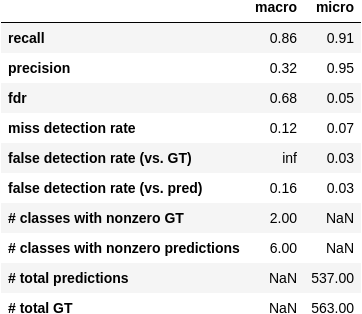 macro micro
recall 0.86 0.91
precision 0.32 0.95
fdr 0.68 0.05
miss detection rate 0.12 0.07
false detection rate (vs. GT) inf 0.03
false detection rate (vs. pred) 0.16 0.03
# classes with nonzero GT 2.00 NaN
# classes with nonzero predictions 6.00 NaN
# total predictions NaN 537.00
# total GT NaN 563.00